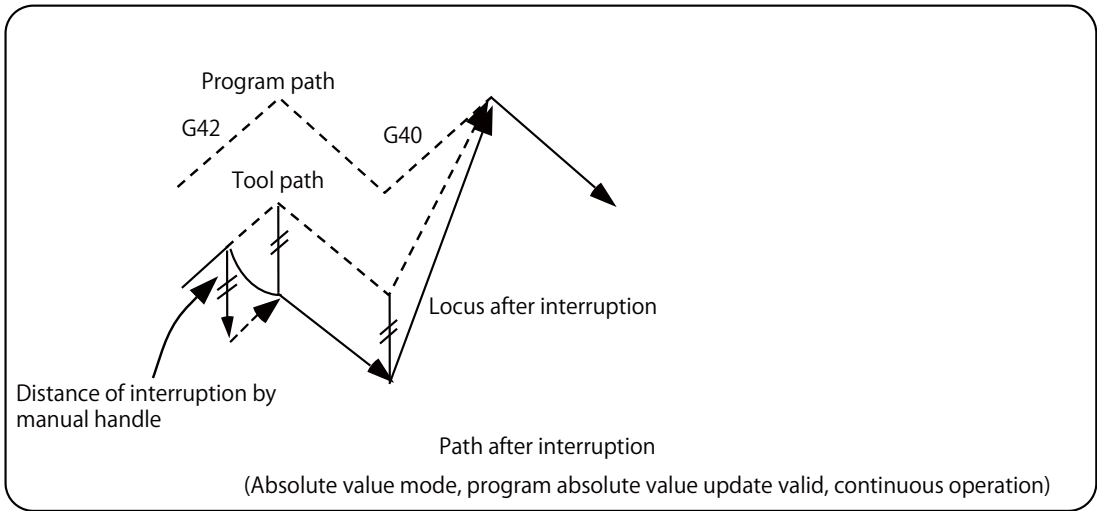 Program path
G42
G40
Tool path
Locus after interruption
Distance of interruption by
manual handle
Path after interruption
(Absolute value mode, program absolute value update valid, continuous operation)